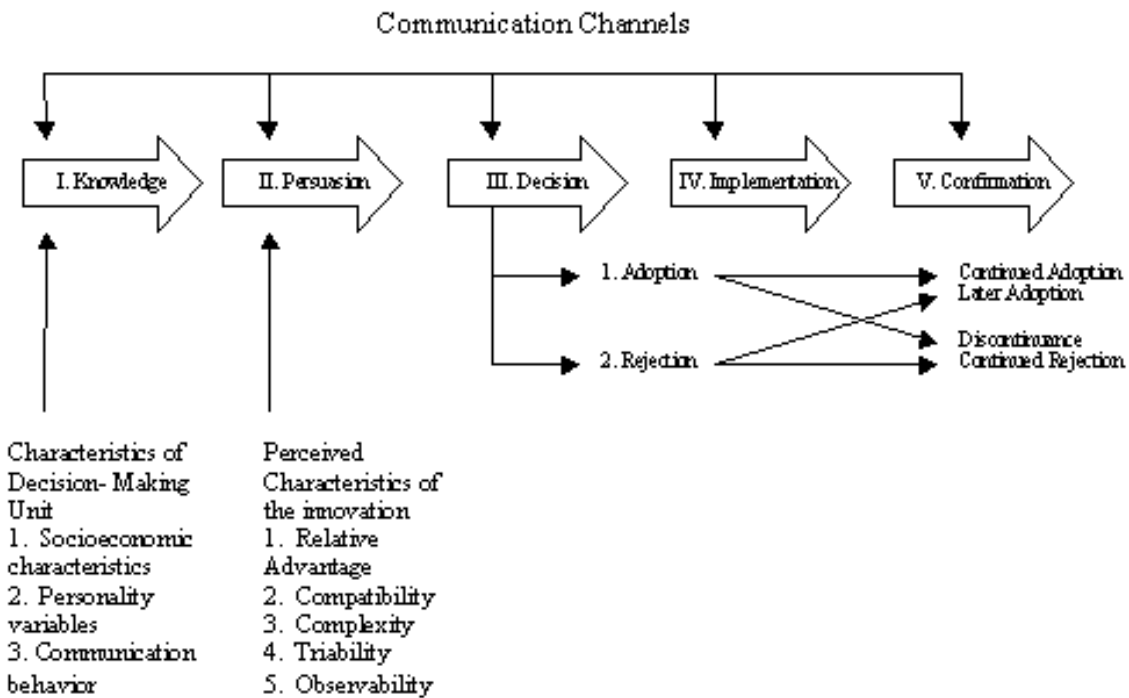 Communication Channels
I. Knowledge
II. Persuasion
III. Decision
IV. Implementation
V. Confirmation
1. Adoption
2. Rejection
Continued Adoption
Later Adoption
Discontinuance
Continued Rejection
Characteristics of
Decision- Making
Unit
1. Socioeconomic
characteristics
2. Personality
variables
3. Communication
behavior
Perceived
Characteristics of
the innovation
1. Relative
Advantage
2. Compatibility
3. Complexity
4. Triability
5. Observability